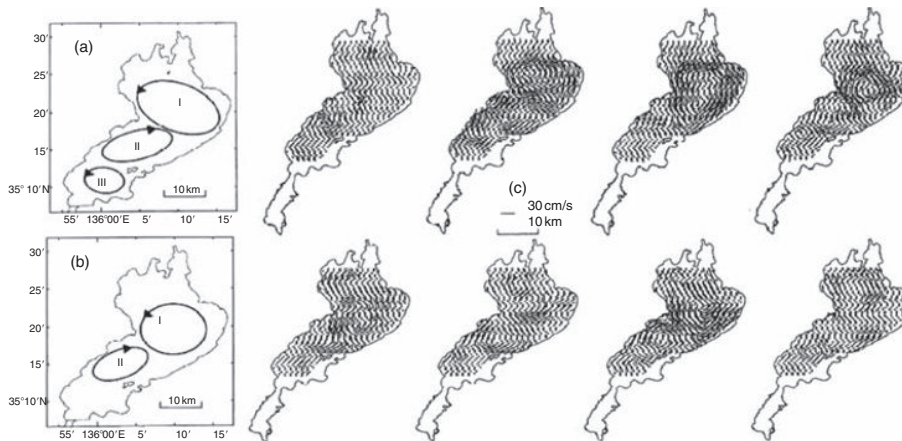 (a)
30′
25′
20′
15′
35° 10′N
I
II
III
10 km
55′ 136°00′E 5′ 10′ 15′
(b)
30′
25′
20′
15′
35°10′N
I
II
10 km
55′ 136°00′E 5′ 10′ 15′
(c)
30 cm/s
10 km